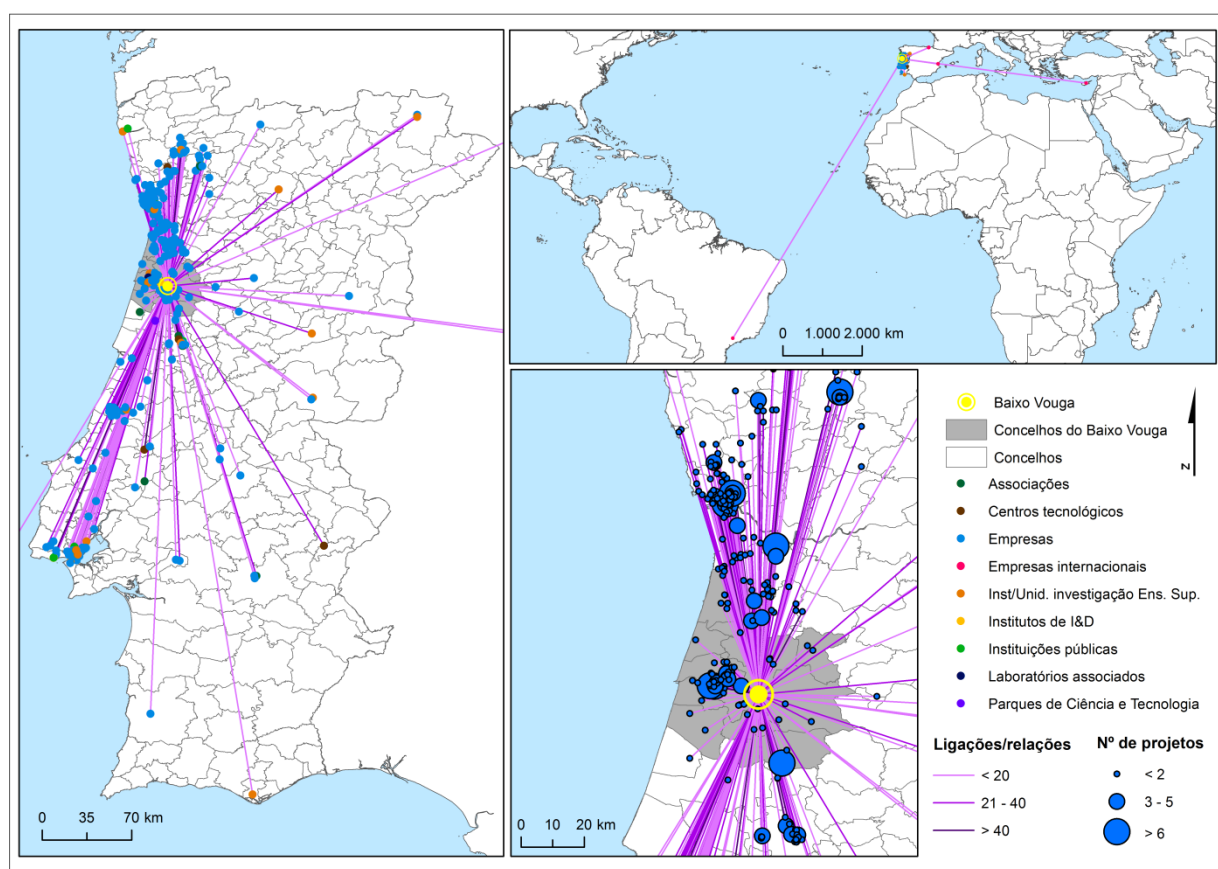 0 35 70 km
0 1.000 2.000 km
0 10 20 km
Baixo Vouga
Concelhos do Baixo Vouga
Concelhos
Associações
Centros tecnológicos
Empresas
Empresas internacionais
Inst/Unid. investigação Ens. Sup.
Institutos de I&D
Instituições públicas
Laboratórios associados
Parques de Ciência e Tecnologia
N
Ligações/relações
< 20
21 - 40
> 40
Nº de projetos
< 2
3 - 5
> 6